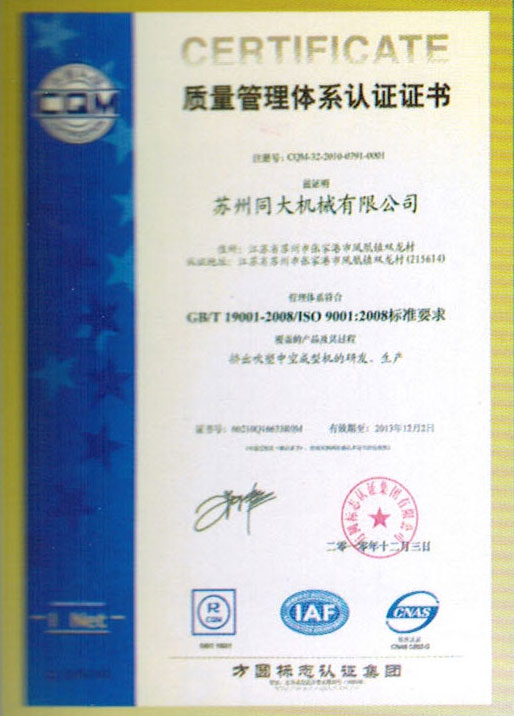 CERTIFICATE
质量管理体系认证证书
CQM
注册号: CQM-32-2010-0791-0001
兹证明
苏州同大机械有限公司
住所: 江苏省苏州市张家港市凤凰镇双龙村
认证地址: 江苏省苏州市张家港市凤凰镇双龙村(215614)
管理体系符合
GB/T 19001-2008/ISO 9001:2008标准要求
覆盖的产品及其过程
挤出吹塑中空成型机的研发、生产
证书号: 有效期至: 2013年12月2日
二零一零年十二月三日
Net
R
CQM
IAF
CNAS
方圆标志认证集团